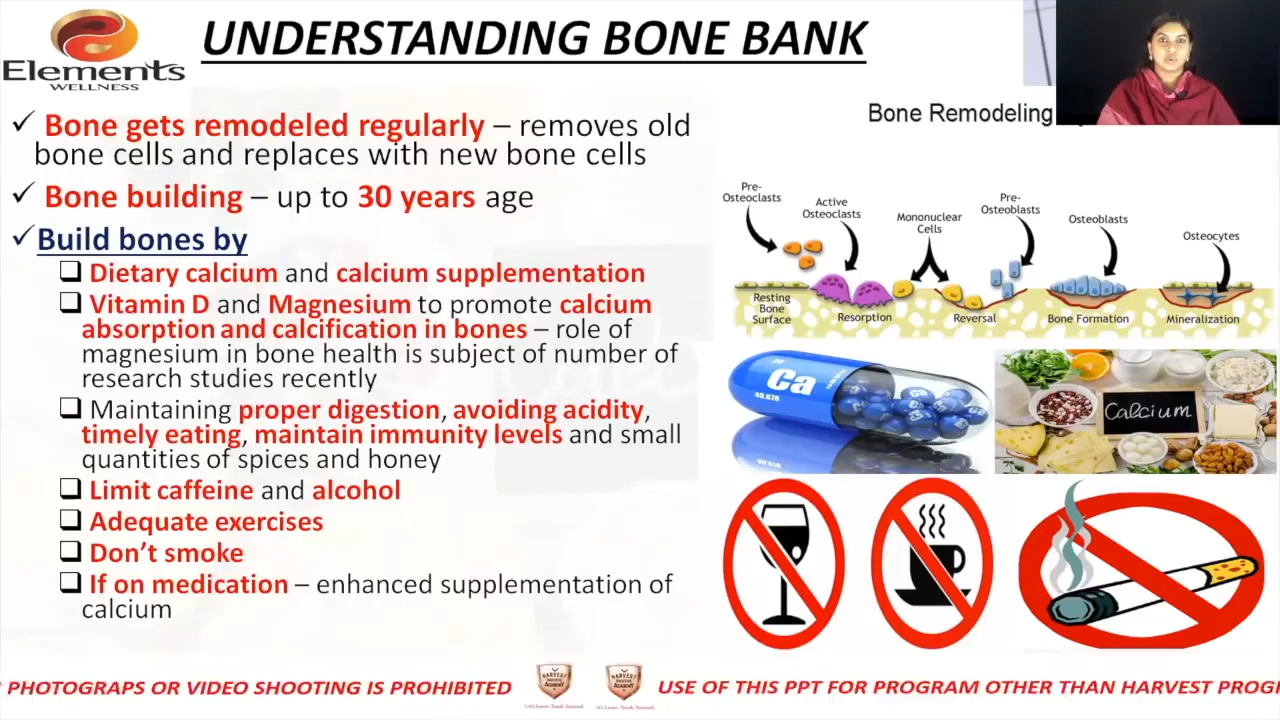 UNDERSTANDING BONE BANK
Elements
WELLNESS
✓ Bone gets remodeled regularly – removes old
bone cells and replaces with new bone cells
✓ Bone building – up to 30 years age
✓ Build bones by
❑ Dietary calcium and calcium supplementation
❑ Vitamin D and Magnesium to promote calcium
absorption and calcification in bones – role of
magnesium in bone health is subject of number of
research studies recently
❑ Maintaining proper digestion, avoiding acidity,
timely eating, maintain immunity levels and small
quantities of spices and honey
❑ Limit caffeine and alcohol
❑ Adequate exercises
❑ Don't smoke
❑ If on medication – enhanced supplementation of
calcium
Bone Remodeling
Pre-
Osteoclasts
Active
Osteoclasts
Mononuclear
Cells
Pre-
Osteoblasts
Osteoblasts
Osteocytes
Resting
Bone
Surface
Resorption
Reversal
Bone Formation
Mineralization
Ca
40.078
Calcium
PHOTOGRAPS OR VIDEO SHOOTING IS PROHIBITED
HARVEST
USE OF THIS PPT FOR PROGRAM OTHER THAN HARVEST PROG